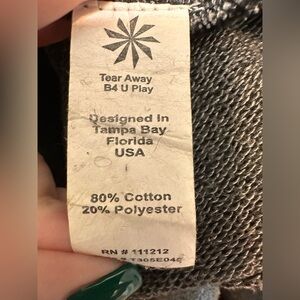 Tear Away
B4 U Play
Designed In
Tampa Bay
Florida
USA
80% Cotton
20% Polyester
RN # 111212